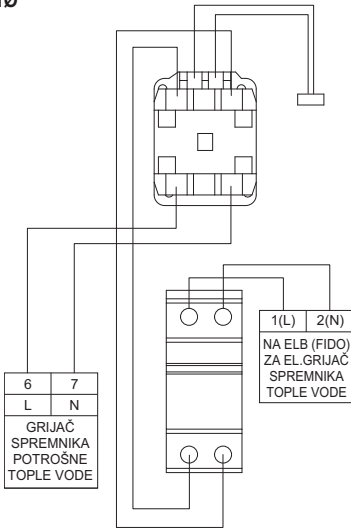 1(L) 2(N)
NA ELB (FIDO)
ZA EL.GRIJAČ
SPREMNIKA
TOPLE VODE
6 7
L N
GRIJAČ
SPREMNIKA
POTROŠNE
TOPLE VODE